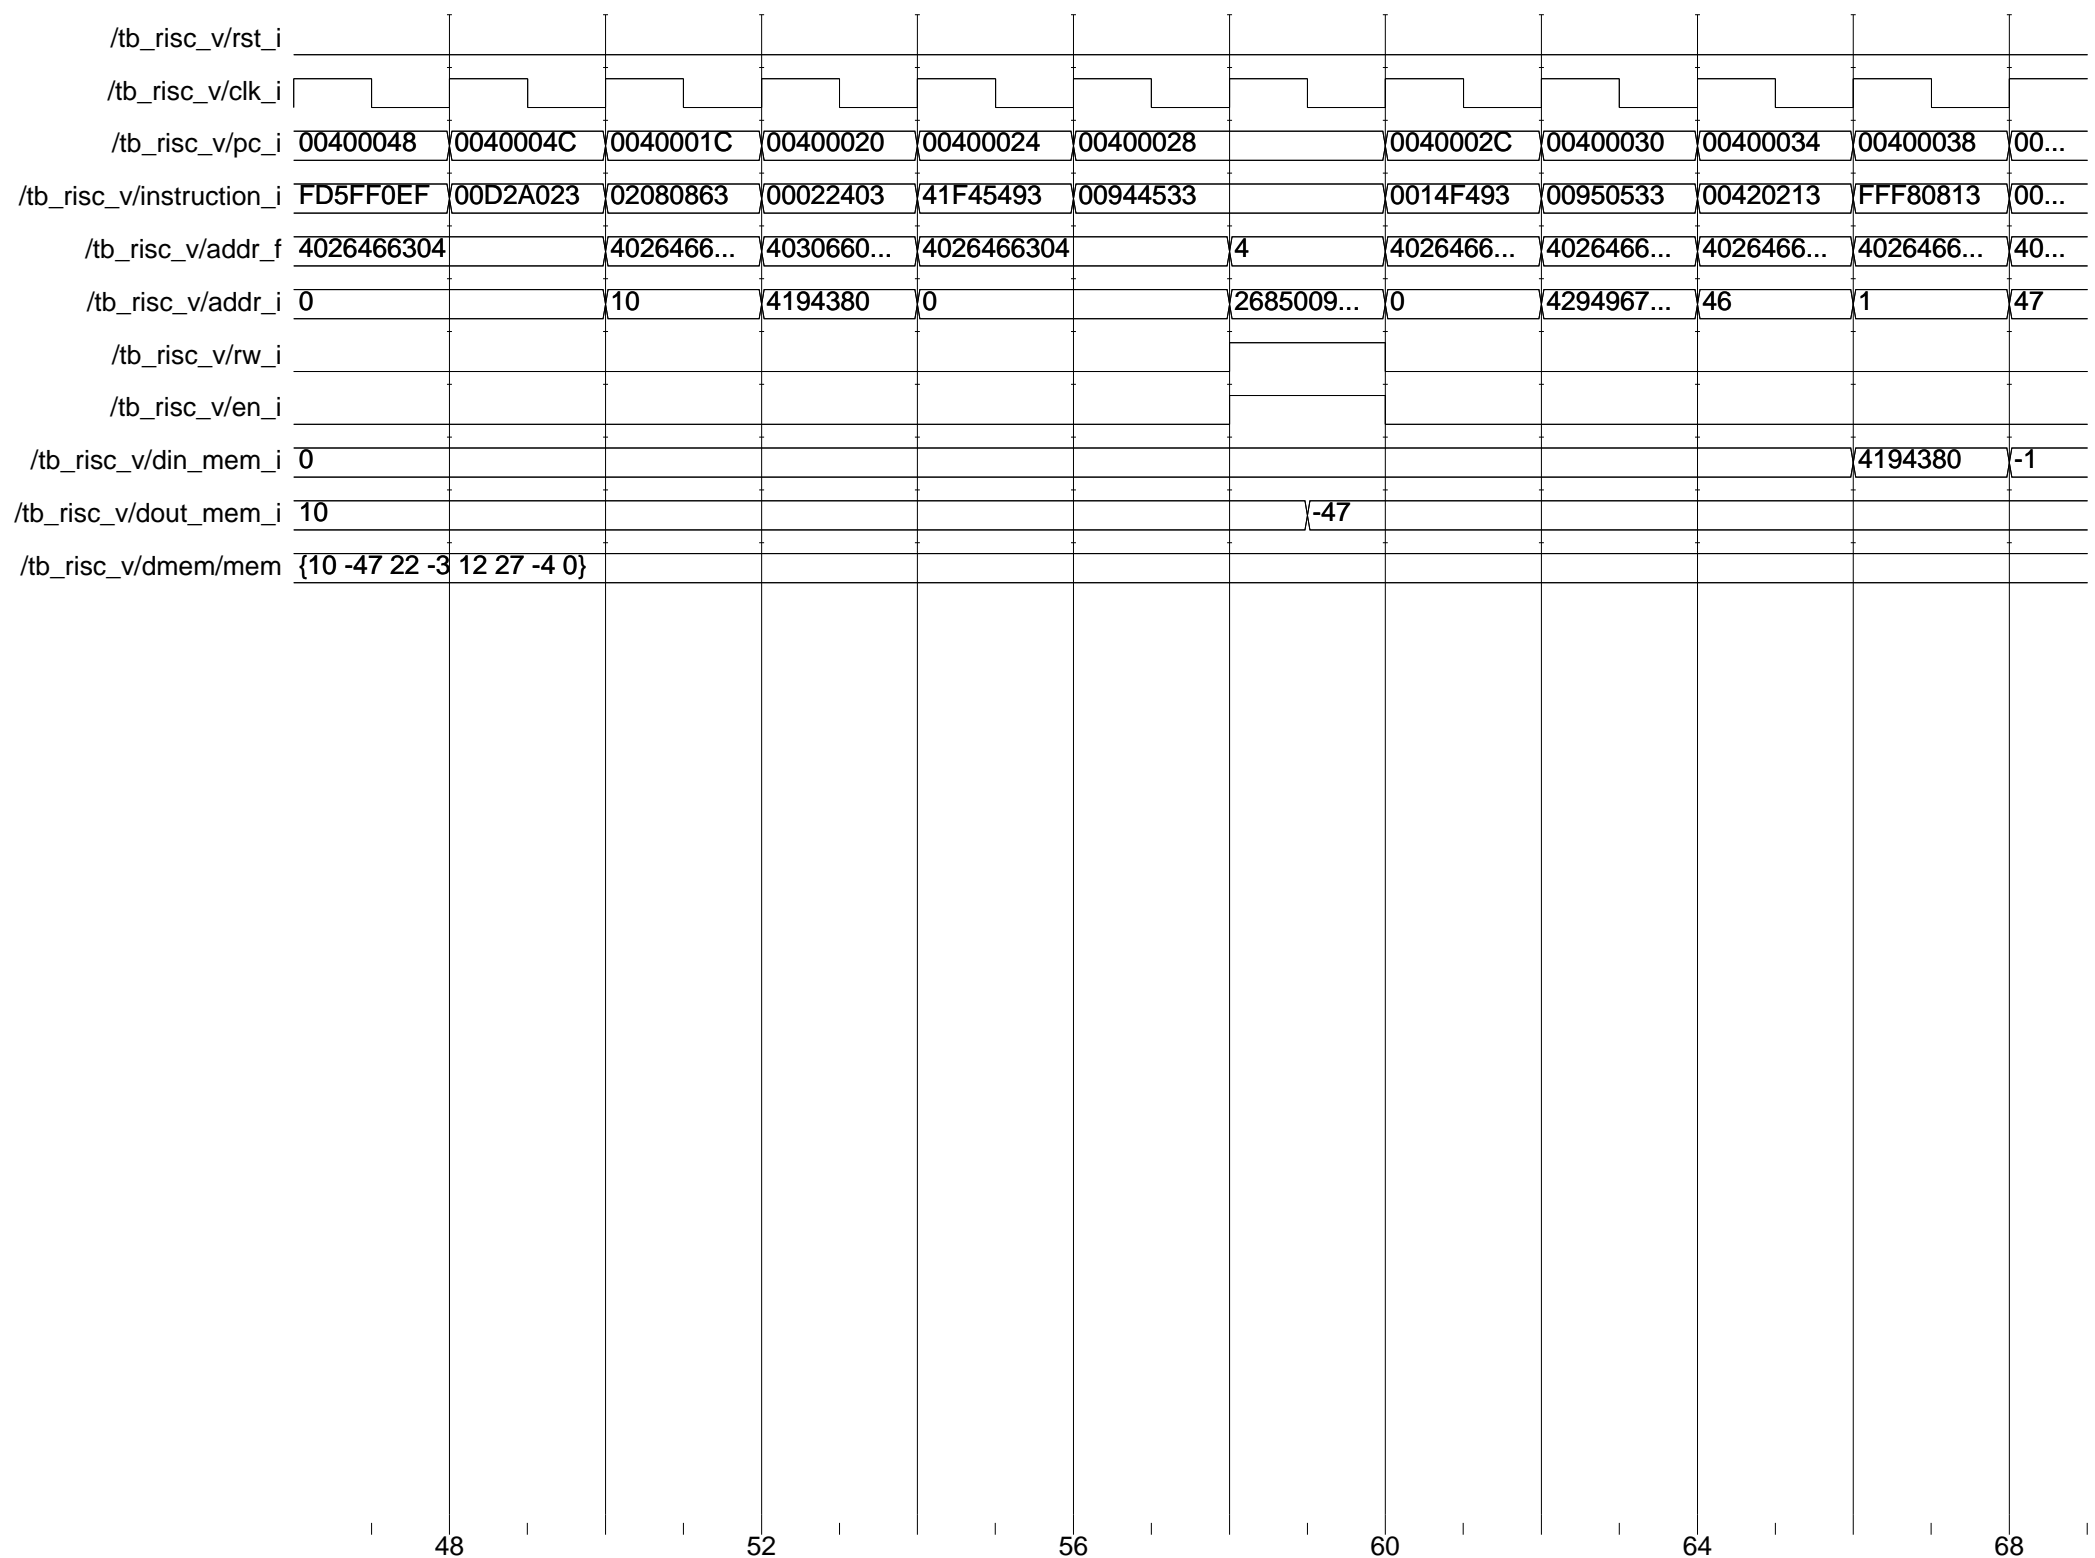 /tb_risc_v/rst_i
/tb_risc_v/clk_i
/tb_risc_v/pc_i 00400048 0040004C 0040001C 00400020 00400024 00400028 0040002C 00400030 00400034 00400038 00...
/tb_risc_v/instruction_i FD5FF0EF 00D2A023 02080863 00022403 41F45493 00944533 0014F493 00950533 00420213 FFF80813 00...
/tb_risc_v/addr_f 4026466304 4026466... 4030660... 4026466304 4 4026466... 4026466... 4026466... 4026466... 40...
/tb_risc_v/addr_i 0 10 4194380 0 2685009... 0 4294967... 46 1 47
/tb_risc_v/rw_i
/tb_risc_v/en_i
/tb_risc_v/din_mem_i 0 4194380 -1
/tb_risc_v/dout_mem_i 10 -47
/tb_risc_v/dmem/mem {10 -47 22 -3 12 27 -4 0}
48 52 56 60 64 68